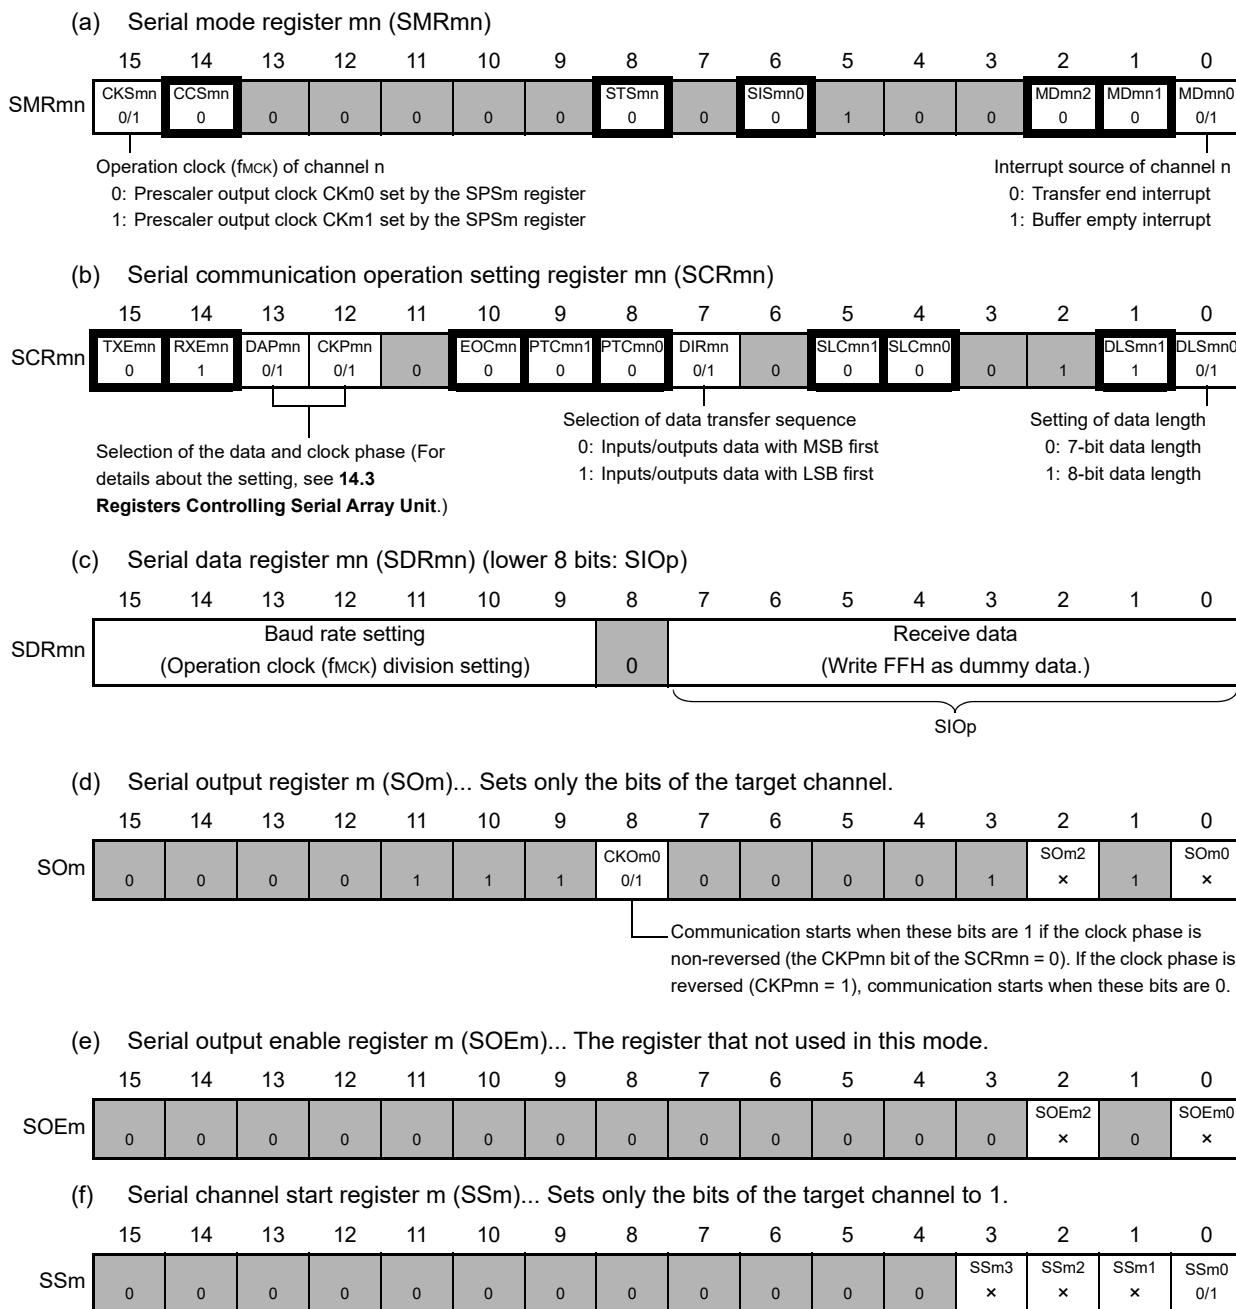 (a) Serial mode register mn (SMRmn)
15 14 13 12 11 10 9 8 7 6 5 4 3 2 1 0
SMRmn CKSmn CCSmn STSmn SISmn0 MDmn2 MDmn1 MDmn0
0/1 0 0 0 0 0 0 0 0 0 1 0 0 0 0 0/1
Operation clock (fMCK) of channel n
0: Prescaler output clock CKm0 set by the SPSm register
1: Prescaler output clock CKm1 set by the SPSm register
Interrupt source of channel n
0: Transfer end interrupt
1: Buffer empty interrupt
(b) Serial communication operation setting register mn (SCRmn)
15 14 13 12 11 10 9 8 7 6 5 4 3 2 1 0
SCRmn TXEmn RXEmn DAPmn CKPmn EOCmn PTCmn1 PTCmn0 DIRmn SLCmn1 SLCmn0 DLSmn1 DLSmn0
0 1 0/1 0/1 0 0 0 0 0/1 0 0 0 0 1 1 0/1
Selection of the data and clock phase (For
details about the setting, see 14.3
Registers Controlling Serial Array Unit.)
Selection of data transfer sequence
0: Inputs/outputs data with MSB first
1: Inputs/outputs data with LSB first
Setting of data length
0: 7-bit data length
1: 8-bit data length
(c) Serial data register mn (SDRmn) (lower 8 bits: SIOp)
15 14 13 12 11 10 9 8 7 6 5 4 3 2 1 0
SDRmn
Baud rate setting
(Operation clock (fMCK) division setting)
0
Receive data
(Write FFH as dummy data.)
SIOp
(d) Serial output register m (SOm)... Sets only the bits of the target channel.
15 14 13 12 11 10 9 8 7 6 5 4 3 2 1 0
SOm CKOm0 SOm2 SOm0
0 0 0 0 1 1 1 0/1 0 0 0 0 1 × 1 ×
Communication starts when these bits are 1 if the clock phase is
non-reversed (the CKPmn bit of the SCRmn = 0). If the clock phase is
reversed (CKPmn = 1), communication starts when these bits are 0.
(e) Serial output enable register m (SOEm)... The register that not used in this mode.
15 14 13 12 11 10 9 8 7 6 5 4 3 2 1 0
SOEm SOEm2 SOEm0
0 0 0 0 0 0 0 0 0 0 0 0 0 × 0 ×
(f) Serial channel start register m (SSm)... Sets only the bits of the target channel to 1.
15 14 13 12 11 10 9 8 7 6 5 4 3 2 1 0
SSm SSm3 SSm2 SSm1 SSm0
0 0 0 0 0 0 0 0 0 0 0 0 × × × 0/1